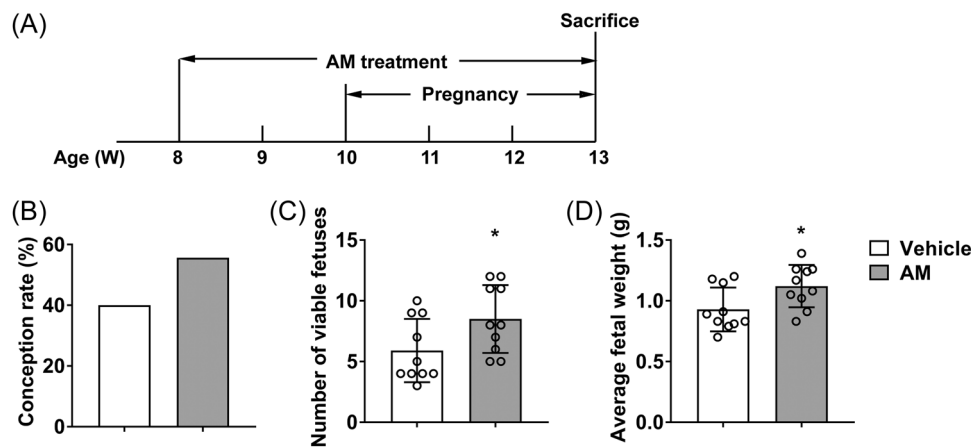 (A)
Sacrifice
AM treatment
Pregnancy
Age (W) 8 9 10 11 12 13
(B)
Conception rate (%)
60
40
20
0
(C)
Number of viable fetuses
15
10
5
0
*
(D)
Average fetal weight (g)
1.5
1.0
0.5
0.0
*
Vehicle
AM